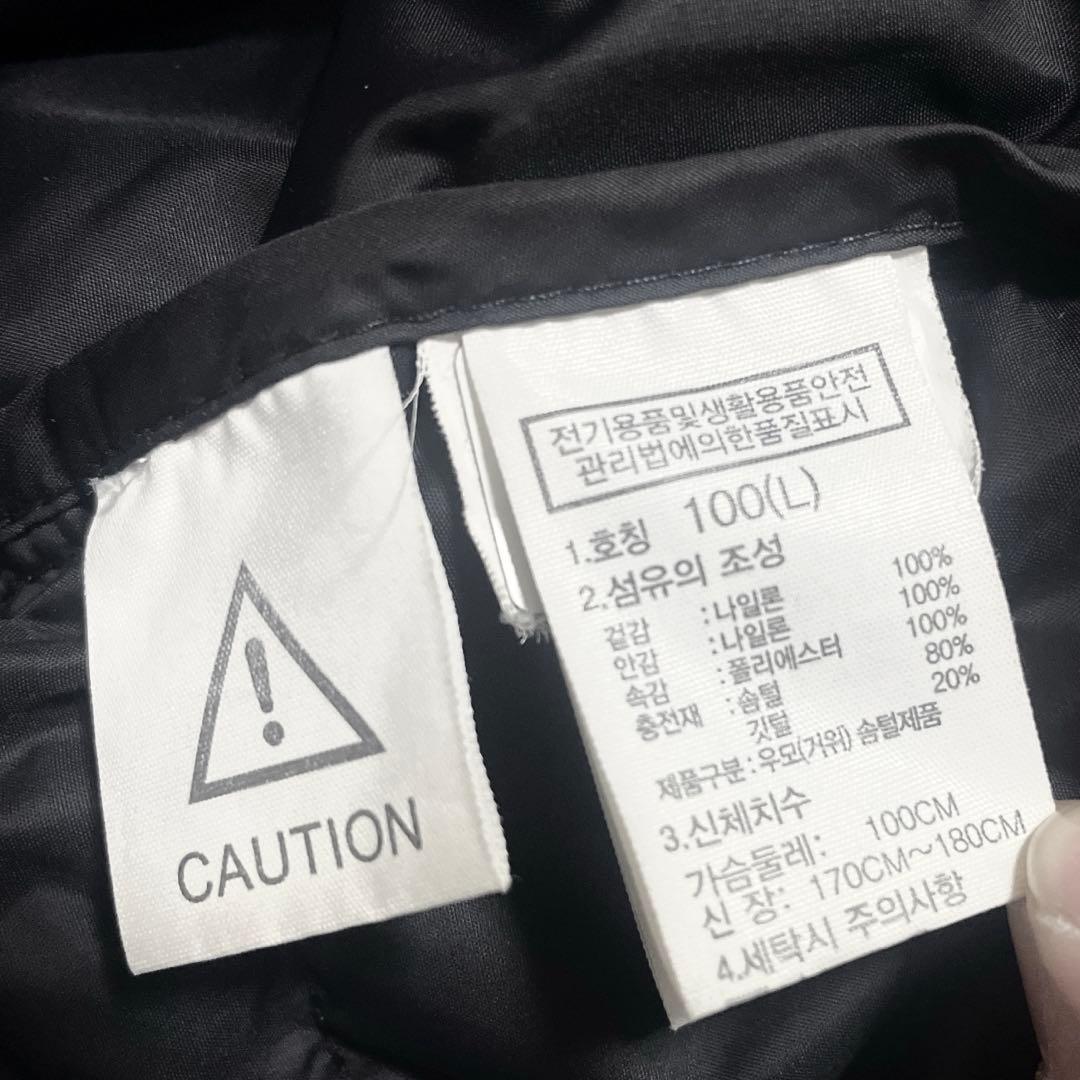 CAUTION
전기용품및생활용품안전
관리법에의한품질표시
1.호칭 100(L)
2.섬유의 조성
겉감 :나일론 100%
안감 :나일론 100%
속감 :폴리에스터 100%
충전재 :솜털 80%
깃털 20%
제품구분:우모(거위) 솜털제품
3.신체치수
가슴둘레: 100CM
신 장: 170CM~180CM
4.세탁시 주의사항